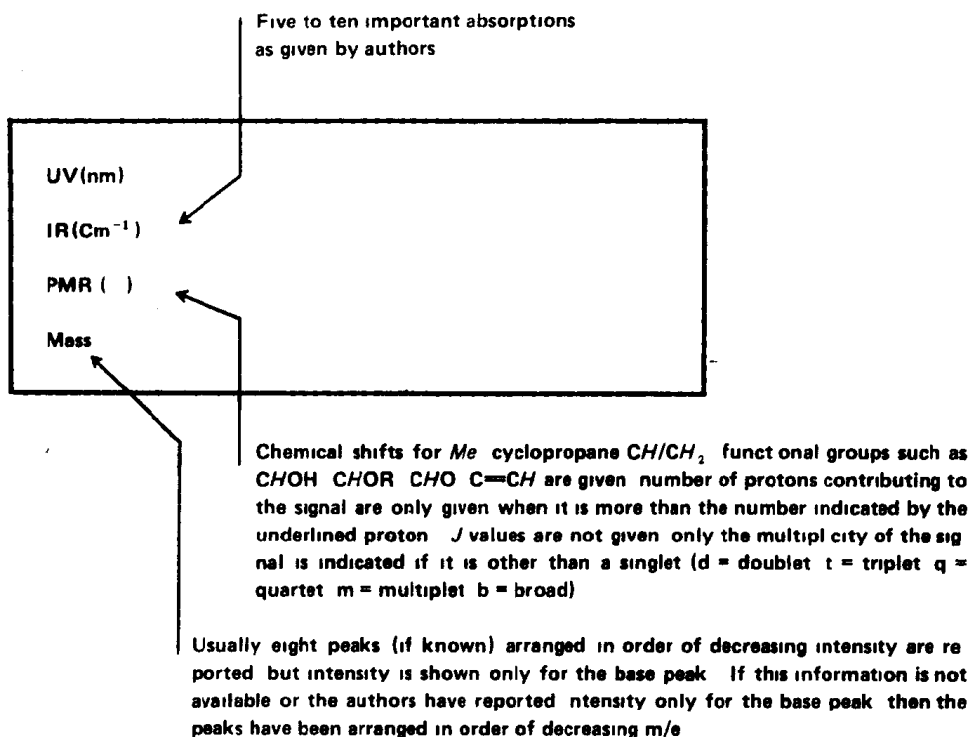 Five to ten important absorptions
as given by authors
UV(nm)
IR(Cm⁻¹)
PMR ( )
Mass
Chemical shifts for Me cyclopropane CH/CH₂ funct onal groups such as
CHOH CHOR CHO C=CH are given number of protons contributing to
the signal are only given when it is more than the number indicated by the
underlined proton J values are not given only the multipl city of the sig
nal is indicated if it is other than a singlet (d = doublet t = triplet q =
quartet m = multiplet b = broad)
Usually eight peaks (if known) arranged in order of decreasing intensity are re
ported but intensity is shown only for the base peak If this information is not
available or the authors have reported ntensity only for the base peak then the
peaks have been arranged in order of decreasing m/e